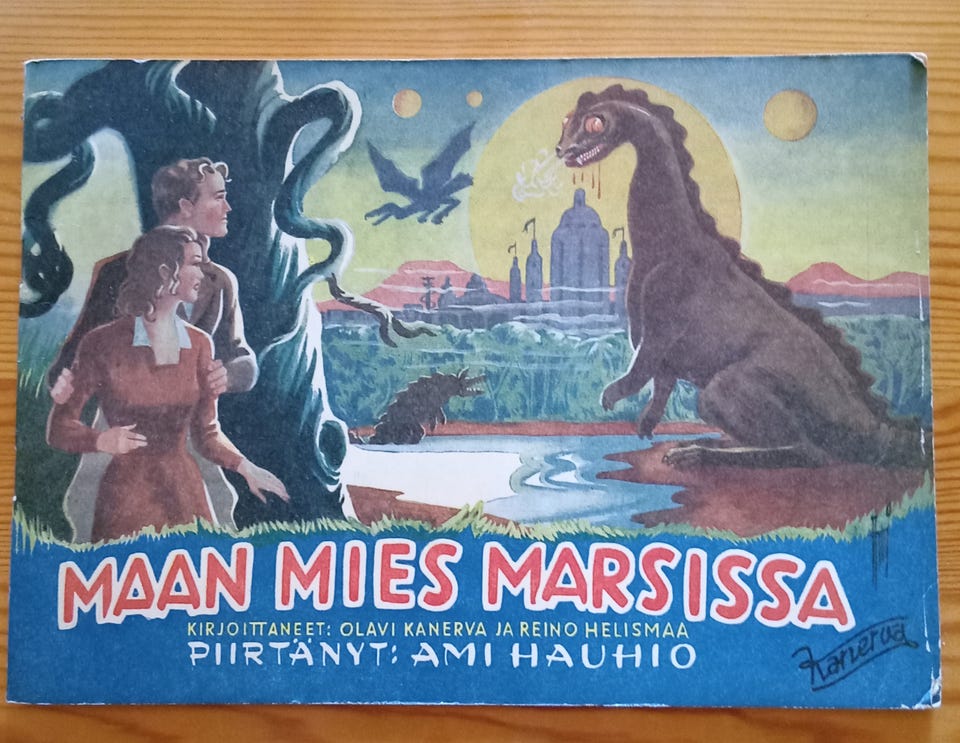 MAAN MIES MARSISSA
KIRJOITTANEET: OLAVI KANERVA JA REINO HELISMAA
PIIRTÄNYT: AMI HAUHIO
Kanerva